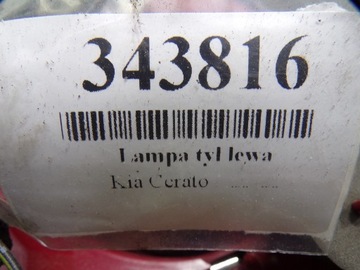 343816
Lampa tył lewa
Kia Cerato